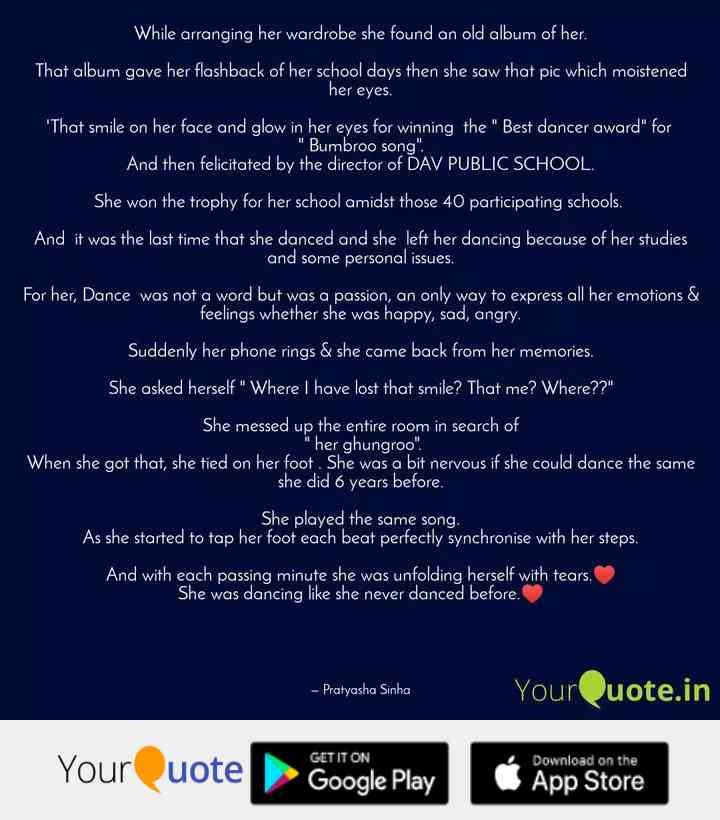 While arranging her wardrobe she found an old album of her.
That album gave her flashback of her school days then she saw that pic which moistened
her eyes.
'That smile on her face and glow in her eyes for winning the " Best dancer award" for
" Bumbroo song".
And then felicitated by the director of DAV PUBLIC SCHOOL.
She won the trophy for her school amidst those 40 participating schools.
And it was the last time that she danced and she left her dancing because of her studies
and some personal issues.
For her, Dance was not a word but was a passion, an only way to express all her emotions &
feelings whether she was happy, sad, angry.
Suddenly her phone rings & she came back from her memories.
She asked herself " Where I have lost that smile? That me? Where??"
She messed up the entire room in search of
" her ghungroo".
When she got that, she tied on her foot . She was a bit nervous if she could dance the same
she did 6 years before.
She played the same song.
As she started to tap her foot each beat perfectly synchronise with her steps.
And with each passing minute she was unfolding herself with tears.♥️
She was dancing like she never danced before.♥️
– Pratyasha Sinha
YourQuote.in
YourQuote
GET IT ON
Google Play
Download on the
App Store